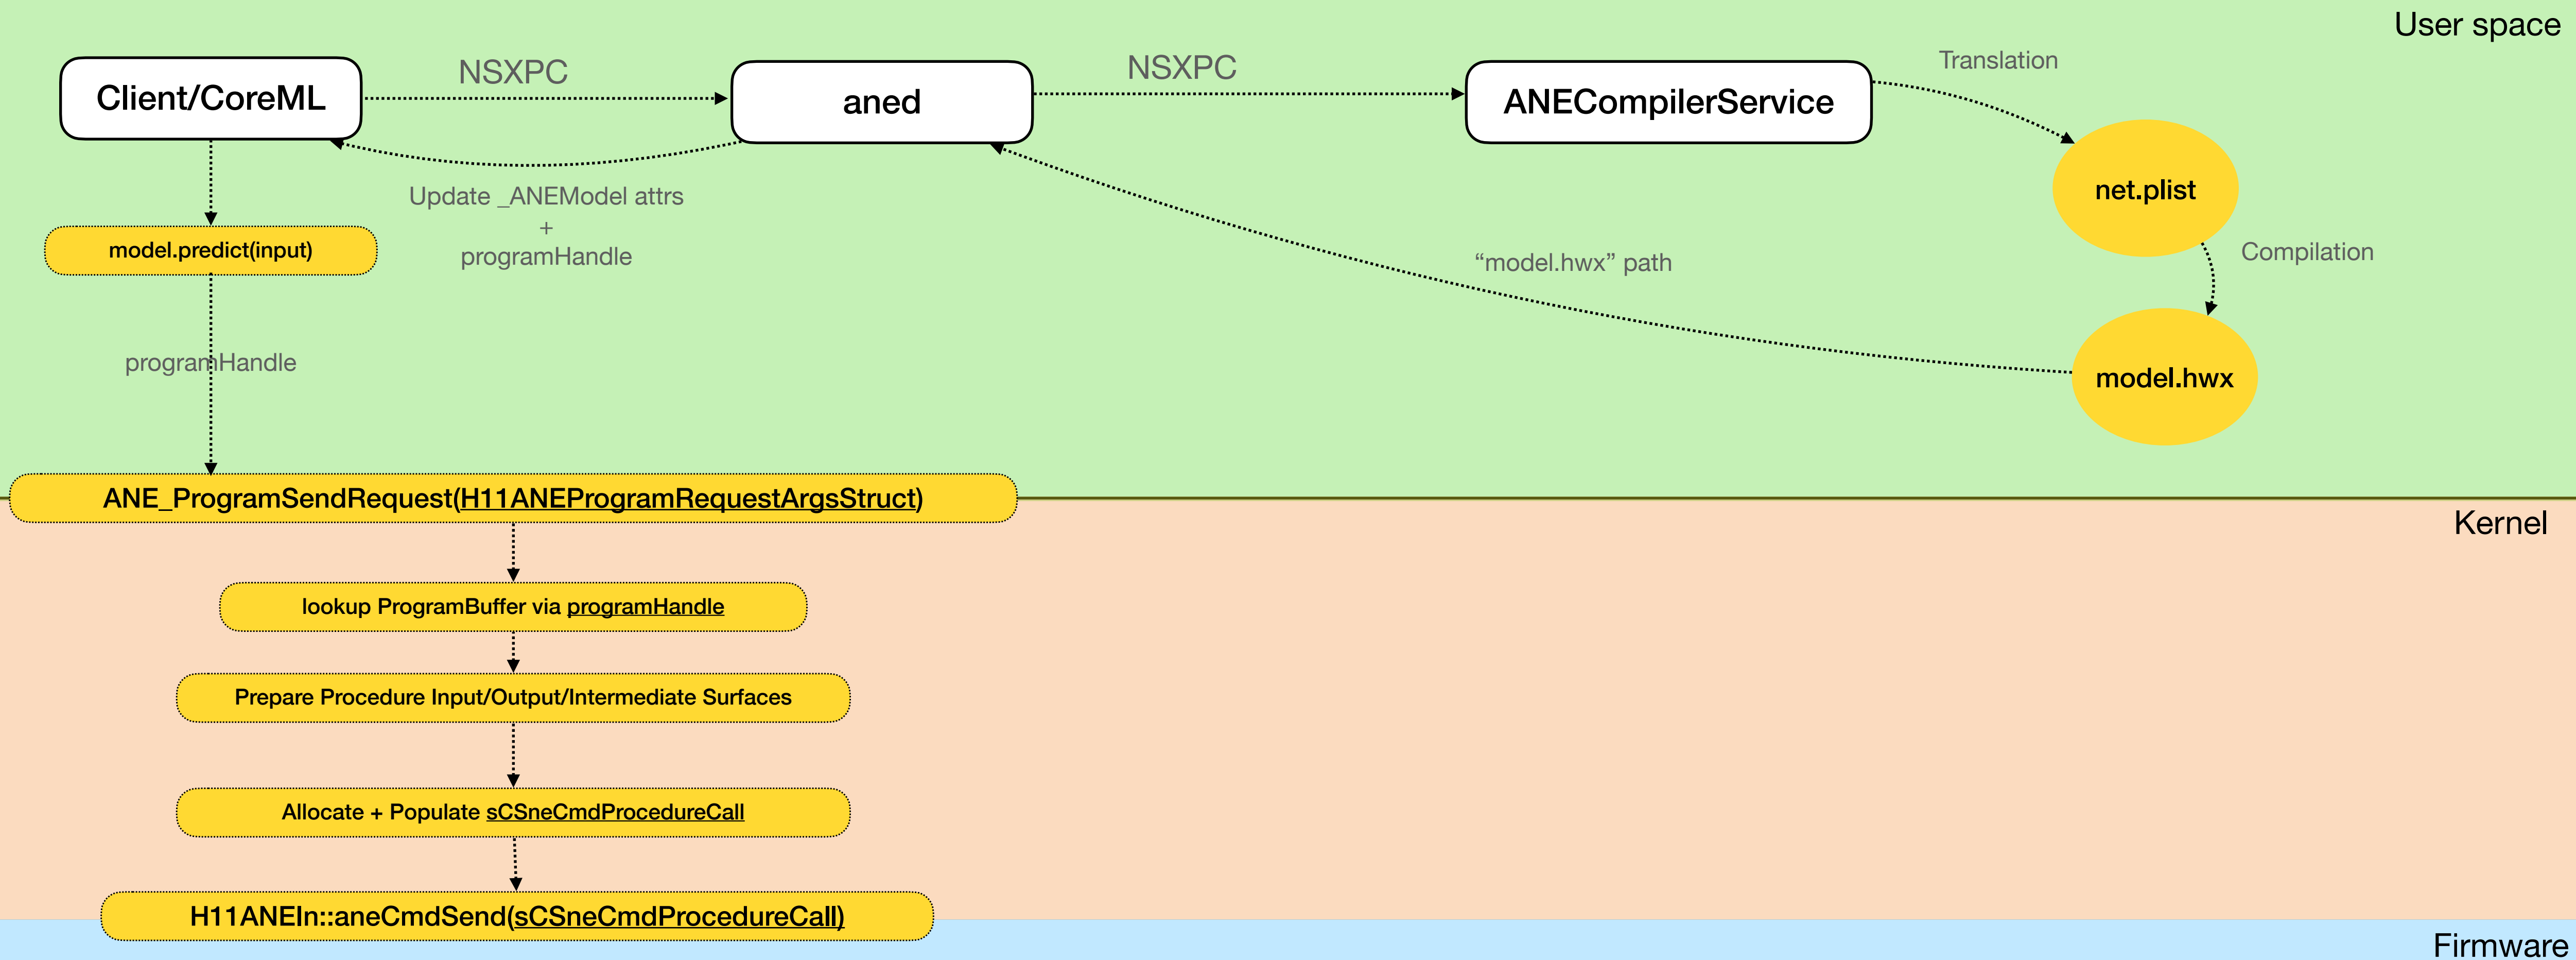 User space
Client/CoreML
NSXPC
aned
NSXPC
ANECompilerService
Translation
net.plist
Compilation
model.hwx
“model.hwx” path
Update _ANEModel attrs
+
programHandle
model.predict(input)
programHandle
ANE_ProgramSendRequest(H11ANEProgramRequestArgsStruct)
Kernel
lookup ProgramBuffer via programHandle
Prepare Procedure Input/Output/Intermediate Surfaces
Allocate + Populate sCSneCmdProcedureCall
H11ANEIn::aneCmdSend(sCSneCmdProcedureCall)
Firmware